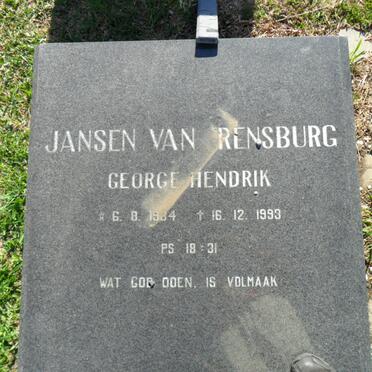 JANSEN VAN RENSBURG
GEORGE HENDRIK
* 6. 8. 1934 † 16. 12. 1993
PS 18:31
WAT GOD DOEN, IS VOLMAAK